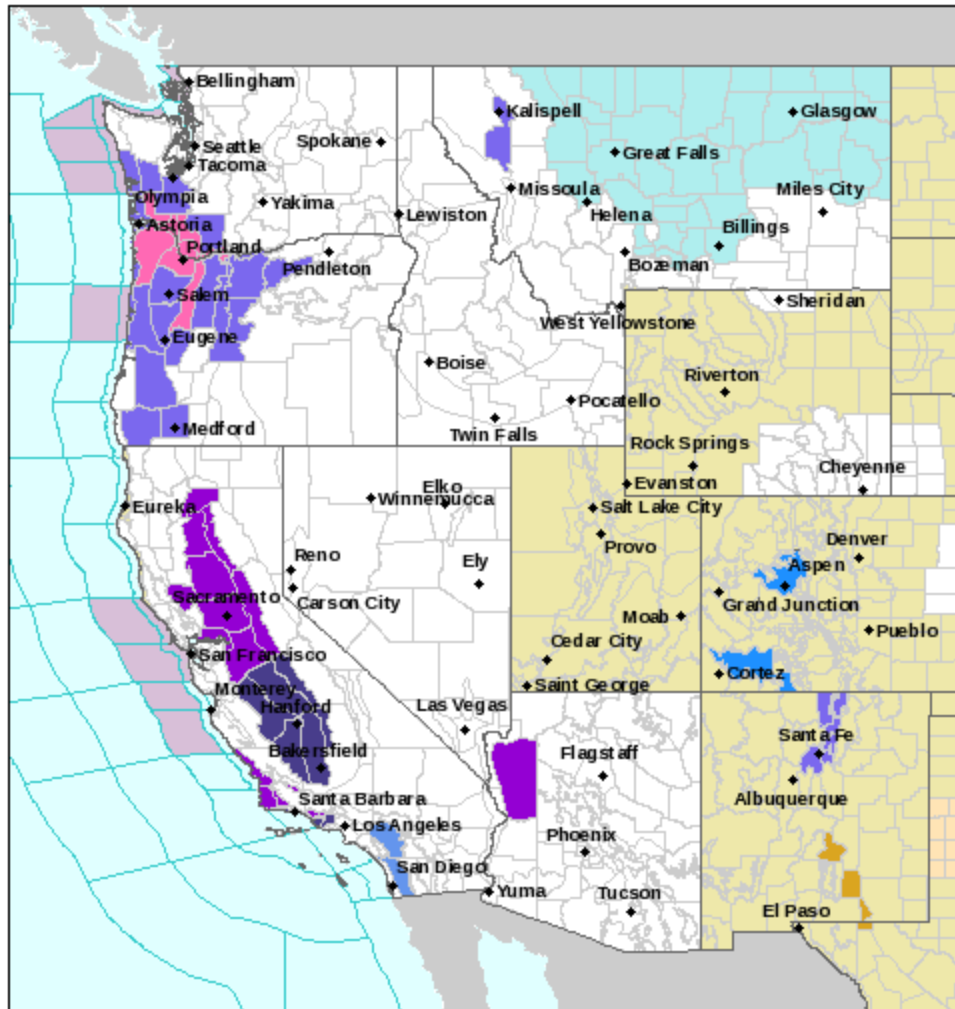 Bellingham
Kalispell
Glasgow
Seattle
Spokane
Great Falls
Tacoma
Olympia
Missoula
Miles City
Yakima
Helena
Lewiston
Astoria
Billings
Portland
Pendleton
Bozeman
Salem
Sheridan
West Yellowstone
Eugene
Boise
Riverton
Pocatello
Medford
Twin Falls
Rock Springs
Cheyenne
Elko
Evanston
Winnemucca
Eureka
Salt Lake City
Denver
Provo
Reno
Ely
Aspen
Sacramento
Carson City
Grand Junction
Moab
Pueblo
Cedar City
San Francisco
Cortez
Saint George
Monterey
Hanford
Las Vegas
Santa Fe
Bakersfield
Flagstaff
Santa Barbara
Albuquerque
Los Angeles
Phoenix
San Diego
Yuma
Tucson
El Paso